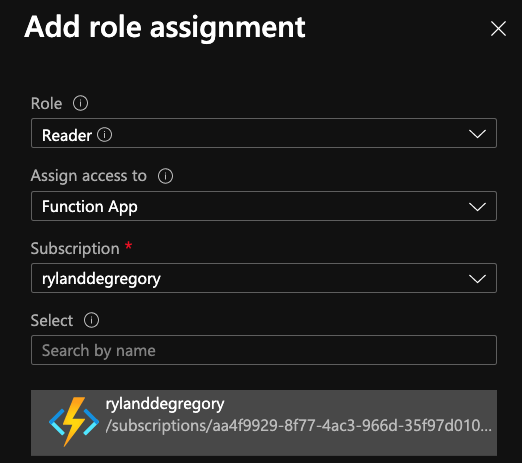 Add role assignment
Role
Reader
Assign access to
Function App
Subscription *
rylanddegregory
Select
Search by name
rylanddegregory
/subscriptions/aa4f9929-8f77-4ac3-966d-35f97d010...